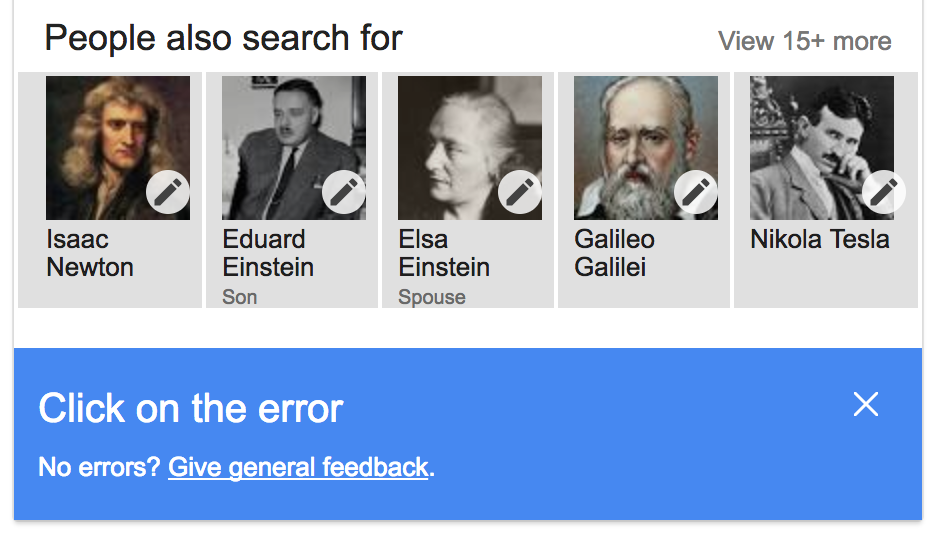 People also search for
View 15+ more
Isaac
Newton
Eduard
Einstein
Son
Elsa
Einstein
Spouse
Galileo
Galilei
Nikola Tesla
Click on the error
No errors? Give general feedback.